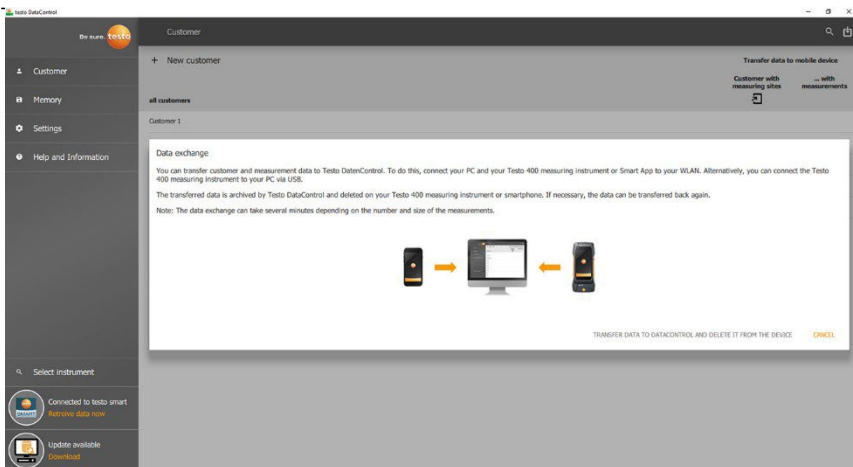 testo DataControl
Be sure. testo
Customer
Customer
Memory
Settings
Help and Information
+ New customer
Transfer data to mobile device
Customer with
measuring sites
... with
measurements
all customers
Customer 1
Data exchange
You can transfer customer and measurement data to Testo DatenControl. To do this, connect your PC and your Testo 400 measuring instrument or Smart App to your WLAN. Alternatively, you can connect the Testo
400 measuring instrument to your PC via USB.
The transferred data is archived by Testo DataControl and deleted on your Testo 400 measuring instrument or smartphone. If necessary, the data can be transferred back again.
Note: The data exchange can take several minutes depending on the number and size of the measurements.
TRANSFER DATA TO DATACONTROL AND DELETE IT FROM THE DEVICE
CANCEL
Select instrument
SMART
Connected to testo smart
Retreive data now
Update available
Download